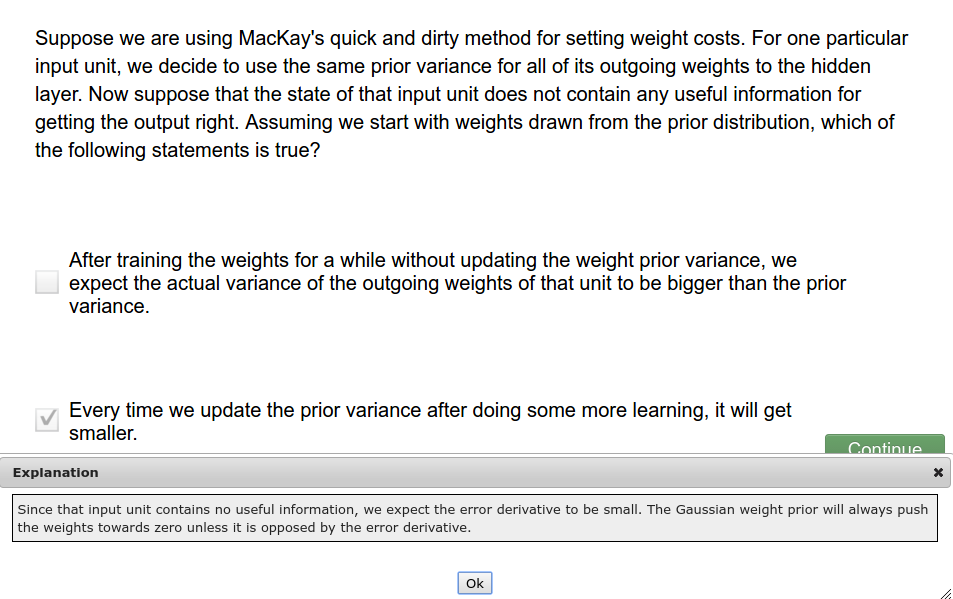 Suppose we are using MacKay's quick and dirty method for setting weight costs. For one particular
input unit, we decide to use the same prior variance for all of its outgoing weights to the hidden
layer. Now suppose that the state of that input unit does not contain any useful information for
getting the output right. Assuming we start with weights drawn from the prior distribution, which of
the following statements is true?
After training the weights for a while without updating the weight prior variance, we
expect the actual variance of the outgoing weights of that unit to be bigger than the prior
variance.
Every time we update the prior variance after doing some more learning, it will get
smaller.
Continue
Explanation
Since that input unit contains no useful information, we expect the error derivative to be small. The Gaussian weight prior will always push
the weights towards zero unless it is opposed by the error derivative.
Ok